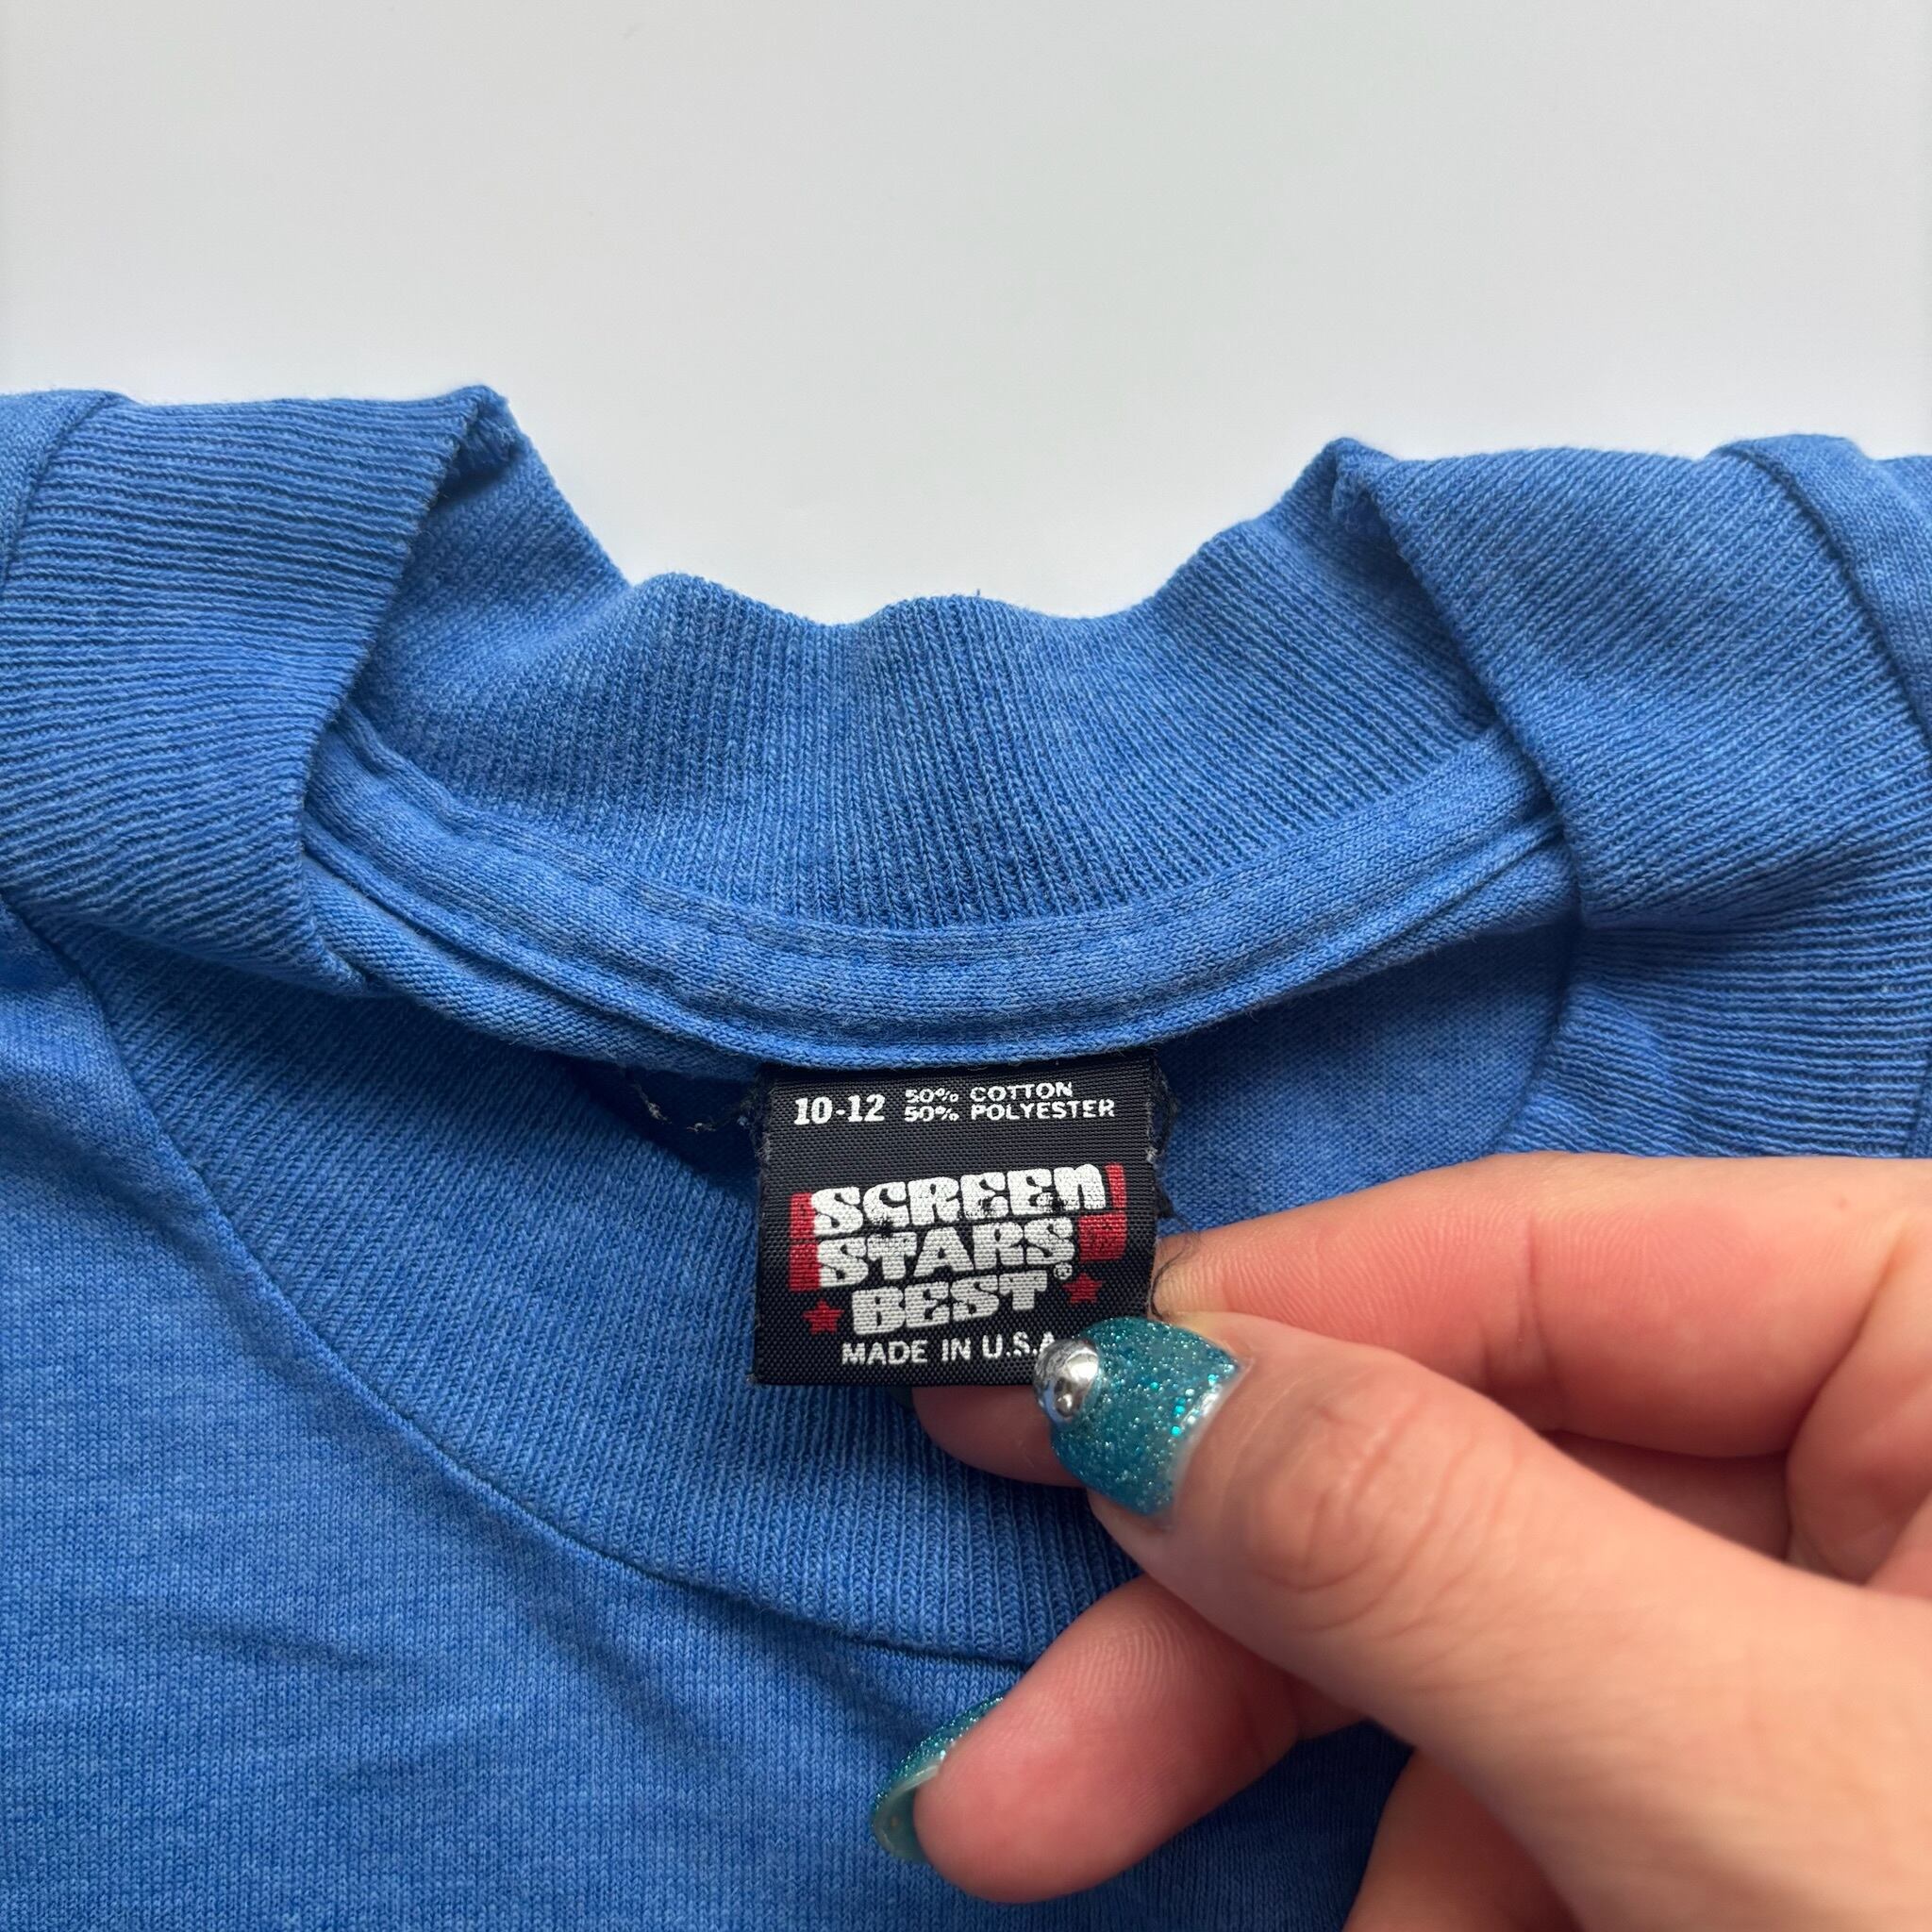 10-12 50% COTTON
50% POLYESTER
SCREEN
STARS
BEST®
MADE IN U.S.A